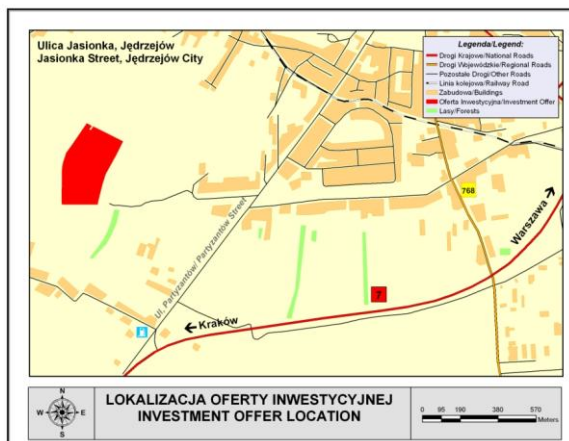 Ulica Jasionka, Jędrzejów
Jasionka Street, Jędrzejów City
Legenda/Legend:
Drogi Krajowe/National Roads
Drogi Wojewódzkie/Regional Roads
Pozostałe Drogi/Other Roads
Linia kolejowa/Railway Road
Zabudowa/Buildings
Oferta Inwestycyjna/Investment Offer
Lasy/Forests
768
Warszawa
Ul. Partyzantów/ Partyzantów Street
7
Kraków
N
W
E
S
LOKALIZACJA OFERTY INWESTYCYJNEJ
INVESTMENT OFFER LOCATION
0 95 190 380 570
Meters